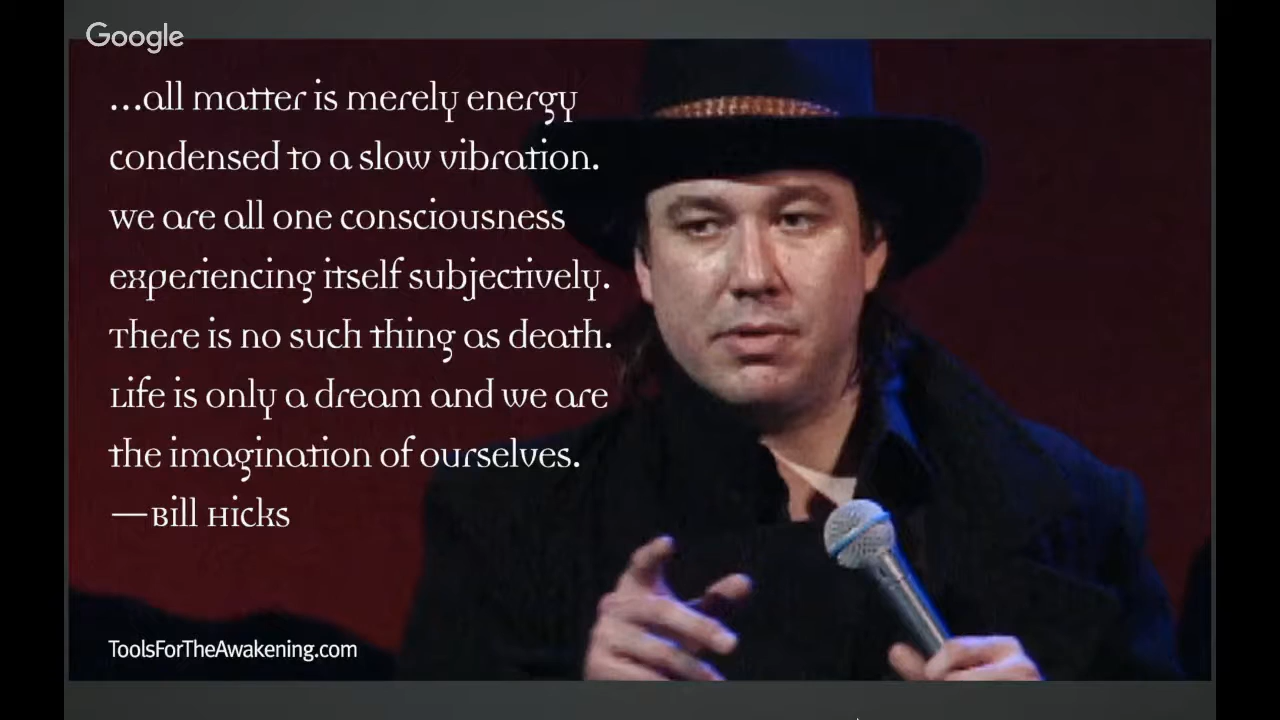 Google
...all matter is merely energy
condensed to a slow vibration.
we are all one consciousness
experiencing itself subjectively.
There is no such thing as death.
Life is only a dream and we are
the imagination of ourselves.
—Bill Hicks
ToolsForTheAwakening.com